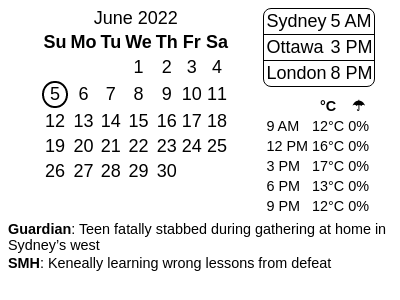 June 2022
Su Mo Tu We Th Fr Sa
1 2 3 4
5 6 7 8 9 10 11
12 13 14 15 16 17 18
19 20 21 22 23 24 25
26 27 28 29 30
Sydney 5 AM
Ottawa 3 PM
London 8 PM
°C ☂
9 AM 12°C 0%
12 PM 16°C 0%
3 PM 17°C 0%
6 PM 13°C 0%
9 PM 12°C 0%
Guardian: Teen fatally stabbed during gathering at home in
Sydney’s west
SMH: Keneally learning wrong lessons from defeat